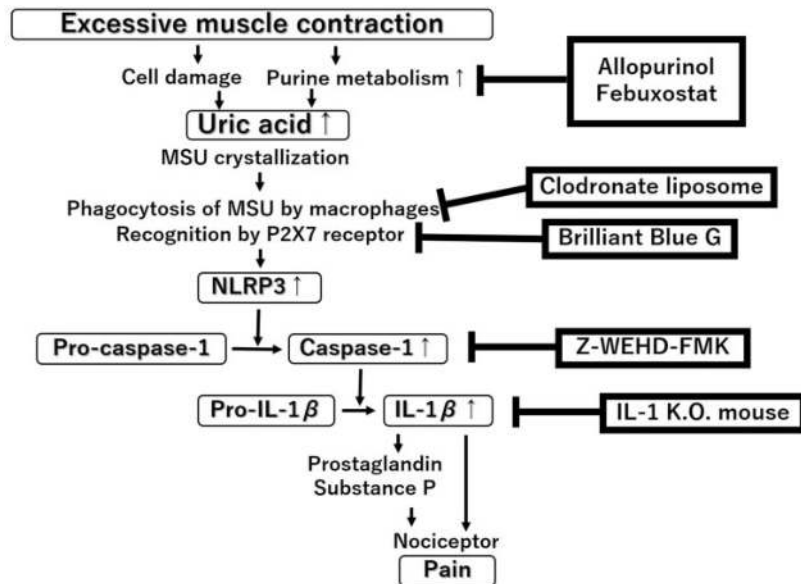 Excessive muscle contraction
Cell damage
Purine metabolism ↑
Allopurinol
Febuxostat
Uric acid ↑
MSU crystallization
Phagocytosis of MSU by macrophages
Clodronate liposome
Recognition by P2X7 receptor
Brilliant Blue G
NLRP3 ↑
Pro-caspase-1
Caspase-1 ↑
Z-WEHD-FMK
Pro-IL-1β
IL-1β ↑
IL-1 K.O. mouse
Prostaglandin
Substance P
Nociceptor
Pain